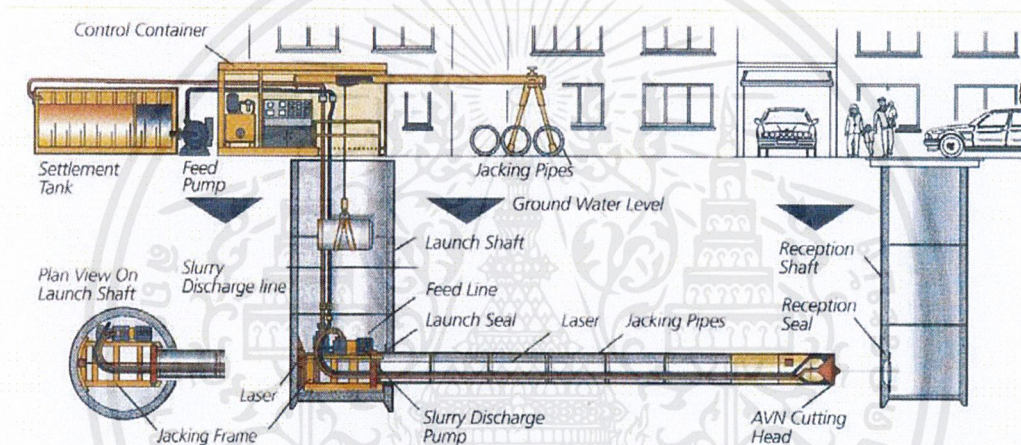 Control Container
Settlement
Tank
Feed
Pump
Jacking Pipes
Ground Water Level
Launch Shaft
Slurry
Discharge line
Feed Line
Launch Seal
Laser
Jacking Pipes
Reception
Shaft
Reception
Seal
Plan View On
Launch Shaft
Laser
Jacking Frame
Slurry Discharge
Pump
AVN Cutting
Head